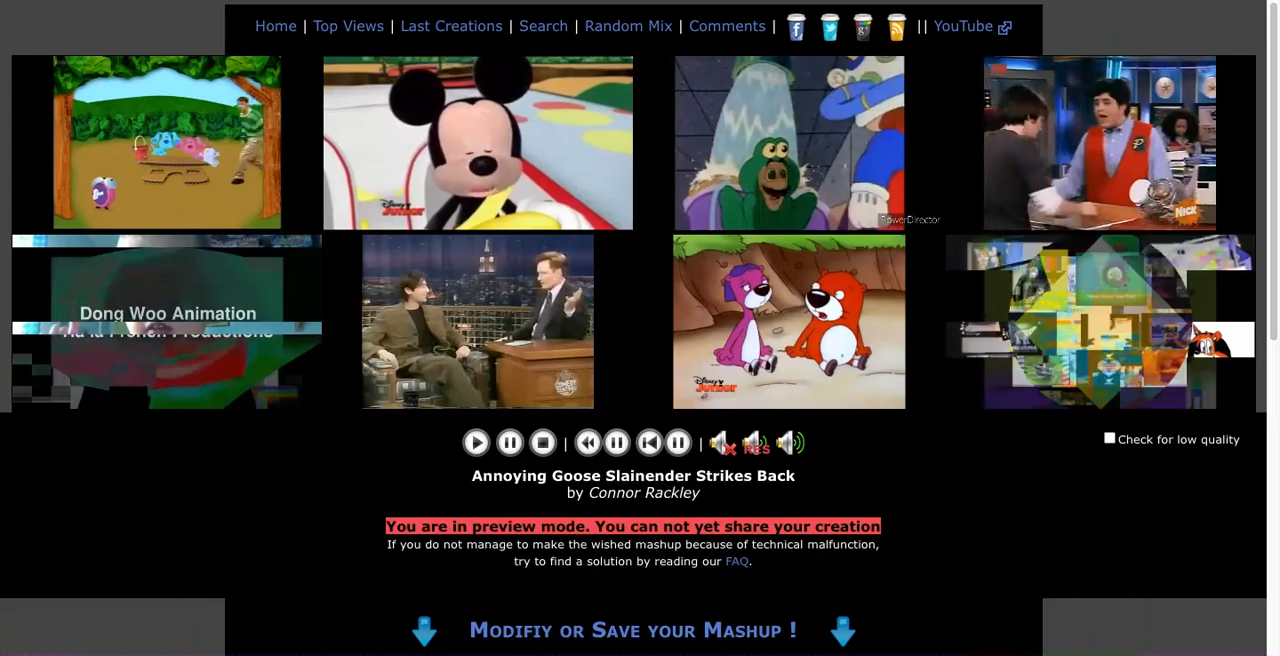 Home | Top Views | Last Creations | Search | Random Mix | Comments | || YouTube
Disney Junior
PowerDirector
P
NICK
Dong Woo Animation
COMEDY CENTRAL
Disney Junior
RES
Check for low quality
Annoying Goose Slainender Strikes Back
by Connor Rackley
You are in preview mode. You can not yet share your creation
If you do not manage to make the wished mashup because of technical malfunction,
try to find a solution by reading our FAQ.
Modifiy or Save your Mashup !